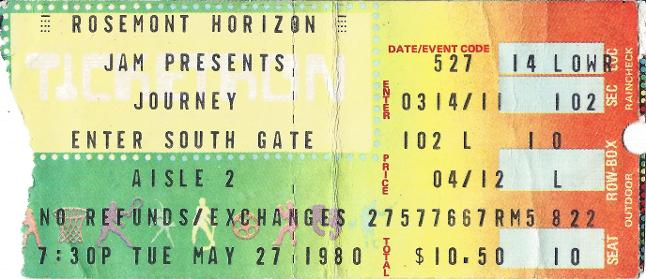 ROSEMONT HORIZON
JAM PRESENTS
TICKETRON
JOURNEY
ENTER SOUTH GATE
AISLE 2
NO REFUNDS/EXCHANGES 27577667RM5 822
7:30P TUE MAY 27 1980
DATE/EVENT CODE
527 14 LOWR
ENTER
0314/11 102
102 L 10
PRICE
04/12 L
TOTAL
$10.50 10
SEC
SEC
ROW-BOX
SEAT
RAINCHECK
OUTDOOR